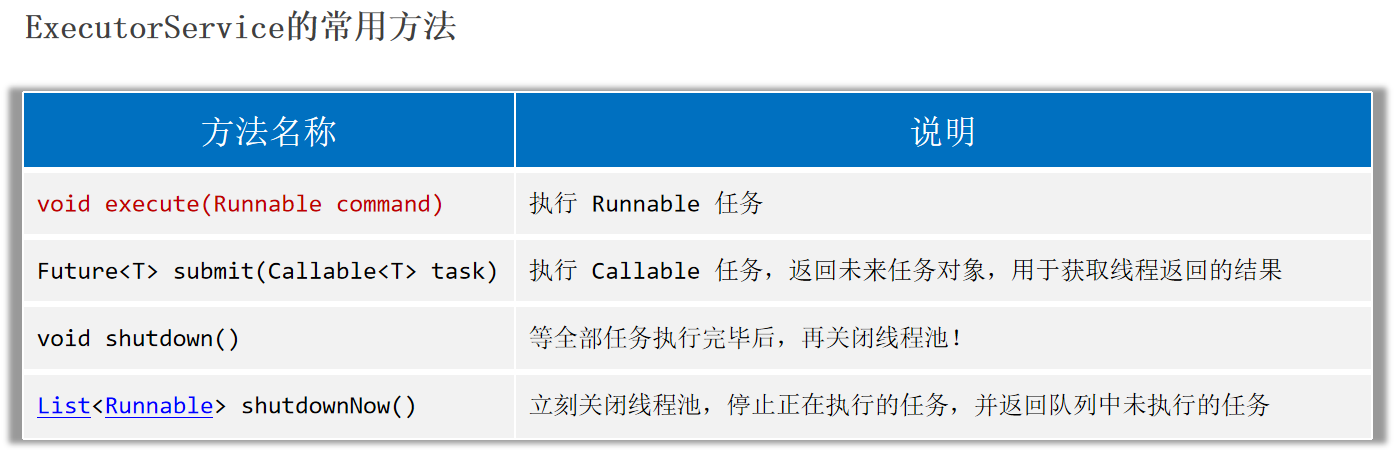 ExecutorService的常用方法
方法名称 说明
void execute(Runnable command) 执行 Runnable 任务
Future<T> submit(Callable<T> task) 执行 Callable 任务，返回未来任务对象，用于获取线程返回的结果
void shutdown() 等全部任务执行完毕后，再关闭线程池！
List<Runnable> shutdownNow() 立刻关闭线程池，停止正在执行的任务，并返回队列中未执行的任务